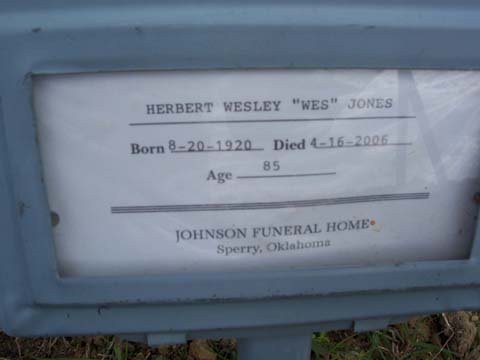 HERBERT WESLEY "WES" JONES
Born 8-20-1920 Died 4-16-2006
Age 85
JOHNSON FUNERAL HOME
Sperry, Oklahoma